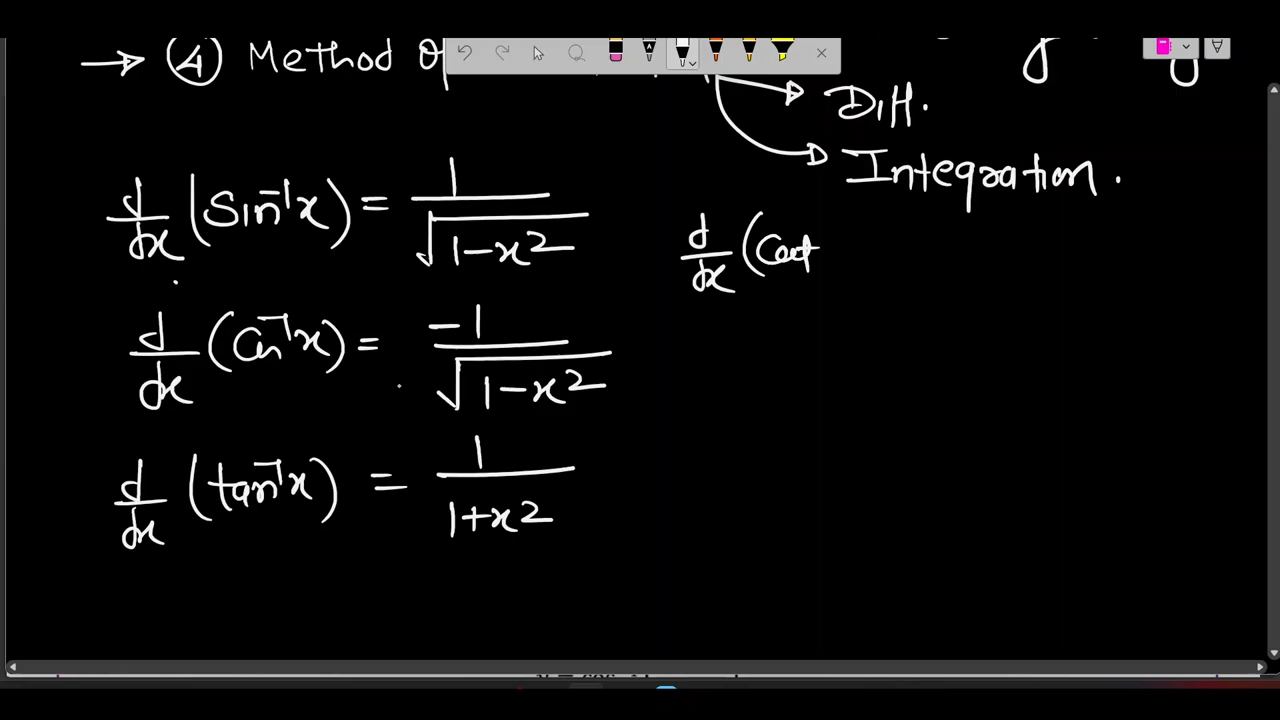 → ④ Method o
Diff.
Integration.
d/dx (Sin⁻¹x) = 1/√(1-x²)
d/dx (Cos⁻¹x) = -1/√(1-x²)
d/dx (tan⁻¹x) = 1/(1+x²)
d/dx (Cot